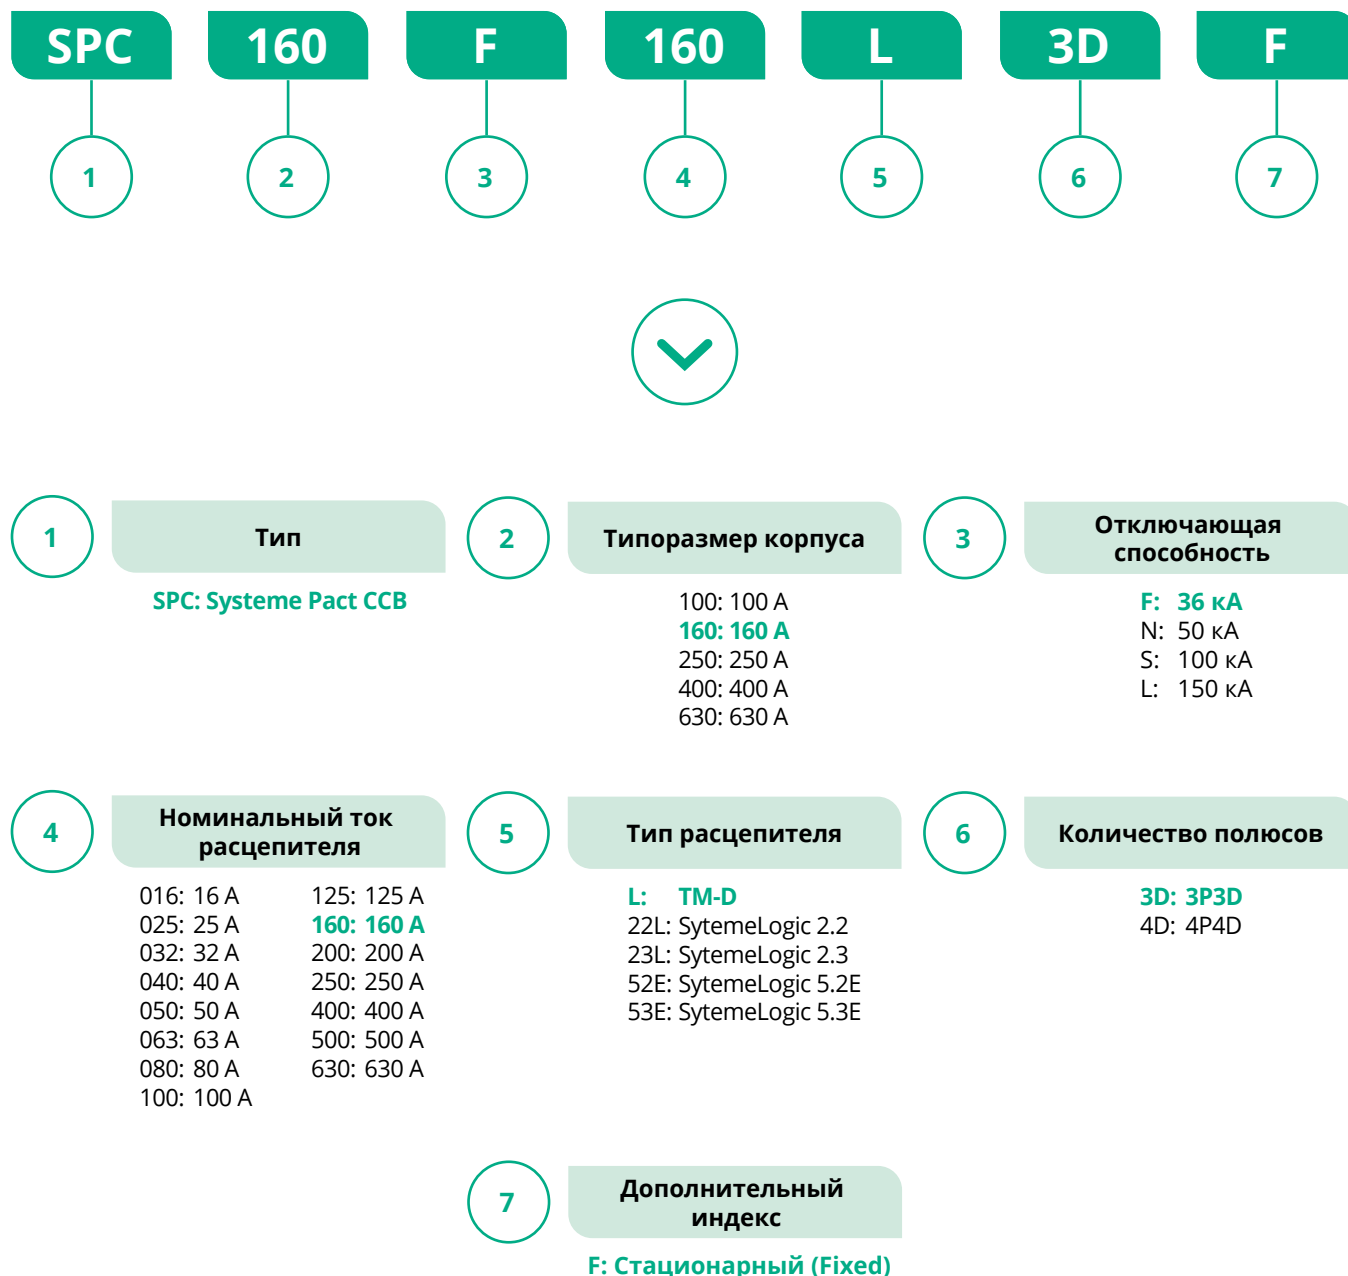 SPC 160 F 160 L 3D F
1 2 3 4 5 6 7
1 Тип
SPC: Systeme Pact CCB
2 Типоразмер корпуса
100: 100 А
160: 160 А
250: 250 А
400: 400 А
630: 630 А
3 Отключающая
способность
F: 36 кА
N: 50 кА
S: 100 кА
L: 150 кА
4 Номинальный ток
расцепителя
016: 16 А
025: 25 А
032: 32 А
040: 40 А
050: 50 А
063: 63 А
080: 80 А
100: 100 А
125: 125 А
160: 160 А
200: 200 А
250: 250 А
400: 400 А
500: 500 А
630: 630 А
5 Тип расцепителя
L: TM-D
22L: SytemeLogic 2.2
23L: SytemeLogic 2.3
52E: SytemeLogic 5.2E
53E: SytemeLogic 5.3E
6 Количество полюсов
3D: 3P3D
4D: 4P4D
7 Дополнительный
индекс
F: Стационарный (Fixed)